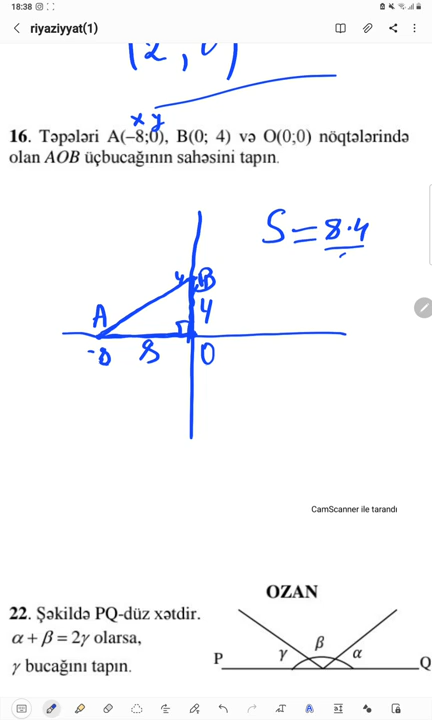 18:38
riyaziyyat(1)
(2,0)
x y
16. Təpələri A(–8;0), B(0; 4) və O(0;0) nöqtələrində
olan AOB üçbucağının sahəsini tapın.
S = 8·4
4 B
A 4
-8 8 O
CamScanner ilə tarandı
OZAN
22. Şəkildə PQ-düz xətdir.
α + β = 2γ olarsa,
γ bucağını tapın.
P γ β α Q